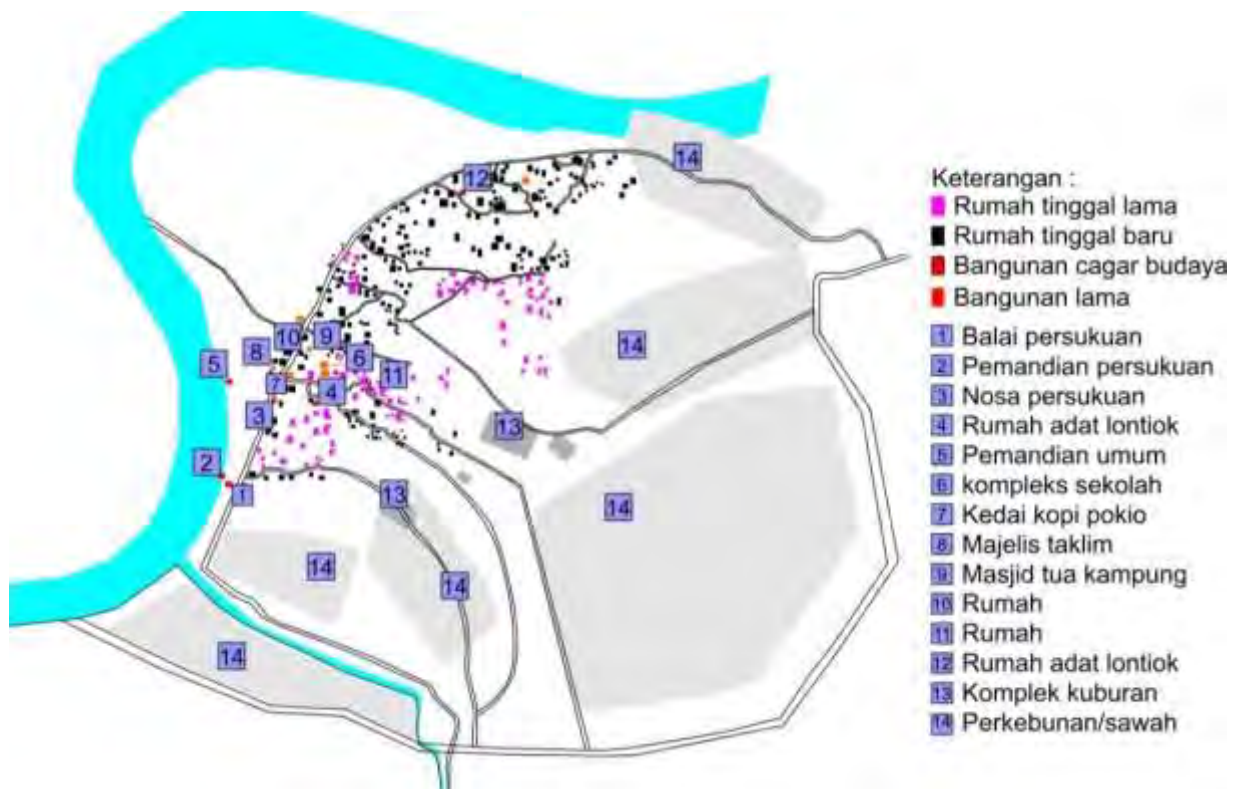 14
12
10
9
8
6
5
11
7
4
14
3
13
2
1
13
14
14
14
14
Keterangan :
Rumah tinggal lama
Rumah tinggal baru
Bangunan cagar budaya
Bangunan lama
1 Balai persukuan
2 Pemandian persukuan
3 Nosa persukuan
4 Rumah adat lontiok
5 Pemandian umum
6 kompleks sekolah
7 Kedai kopi pokio
8 Majelis taklim
9 Masjid tua kampung
10 Rumah
11 Rumah
12 Rumah adat lontiok
13 Komplek kuburan
14 Perkebunan/sawah